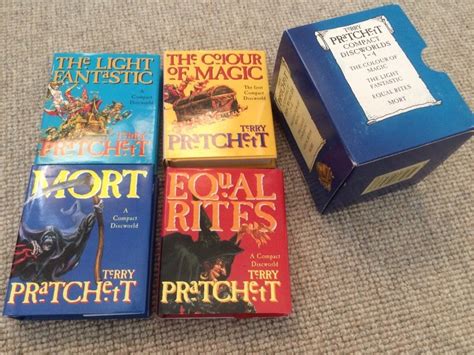 THE LIGHT
FANTASTIC
A
Compact
Discworld
TERRY
PRATCHETT
THE COLOUR
OF MAGIC
The first
Compact
Discworld
TERRY
PRATCHETT
TERRY
PRATCHETT
COMPACT
DISCWORLDS
1-4
THE COLOUR OF
MAGIC
THE LIGHT
FANTASTIC
EQUAL RITES
MORT
MORT
A
Compact
Discworld
TERRY
PRATCHETT
EQUAL
RITES
A Compact
Discworld
TERRY
PRATCHETT